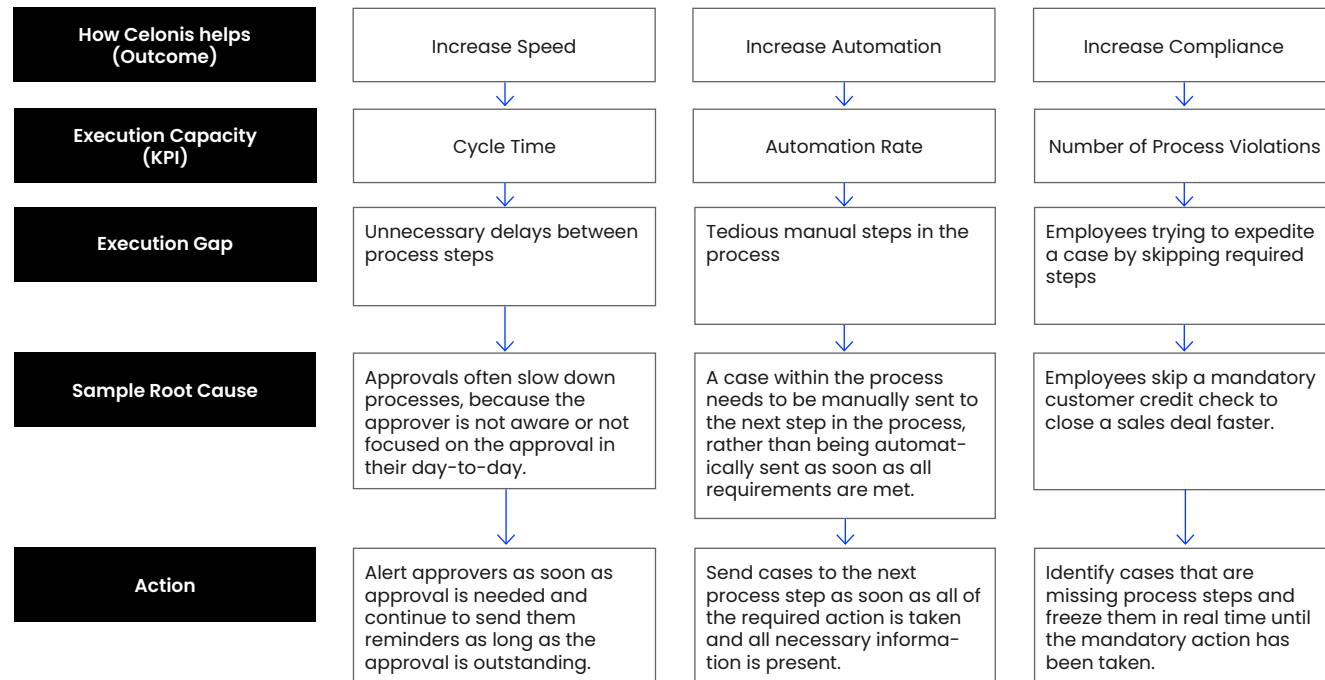 How Celonis helps
(Outcome)
Increase Speed
Increase Automation
Increase Compliance
Execution Capacity
(KPI)
Cycle Time
Automation Rate
Number of Process Violations
Execution Gap
Unnecessary delays between
process steps
Tedious manual steps in the
process
Employees trying to expedite
a case by skipping required
steps
Sample Root Cause
Approvals often slow down
processes, because the
approver is not aware or not
focused on the approval in
their day-to-day.
A case within the process
needs to be manually sent to
the next step in the process,
rather than being automat-
ically sent as soon as all
requirements are met.
Employees skip a mandatory
customer credit check to
close a sales deal faster.
Action
Alert approvers as soon as
approval is needed and
continue to send them
reminders as long as the
approval is outstanding.
Send cases to the next
process step as soon as all of
the required action is taken
and all necessary informa-
tion is present.
Identify cases that are
missing process steps and
freeze them in real time until
the mandatory action has
been taken.